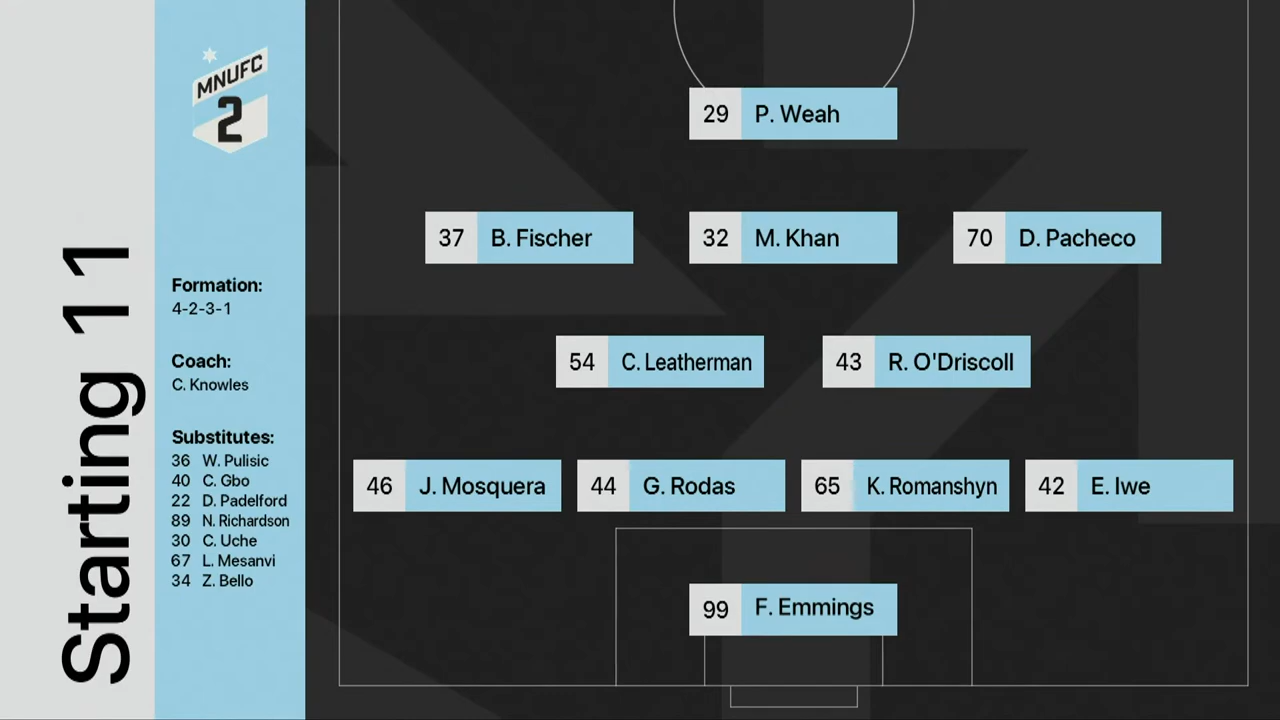 Starting 11
MNUFC
2
Formation:
4-2-3-1
Coach:
C. Knowles
Substitutes:
36 W. Pulisic
40 C. Gbo
22 D. Padelford
89 N. Richardson
30 C. Uche
67 L. Mesanvi
34 Z. Bello
29 P. Weah
37 B. Fischer
32 M. Khan
70 D. Pacheco
54 C. Leatherman
43 R. O'Driscoll
46 J. Mosquera
44 G. Rodas
65 K. Romanshyn
42 E. Iwe
99 F. Emmings